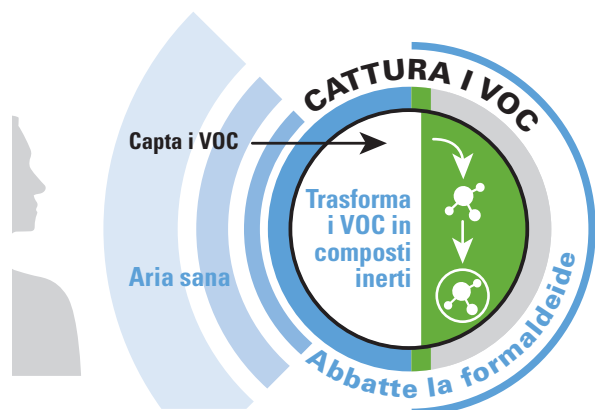 CATTURA I VOC
Capta i VOC
Trasforma
i VOC in
composti
inerti
Aria sana
Abbatte la formaldeide